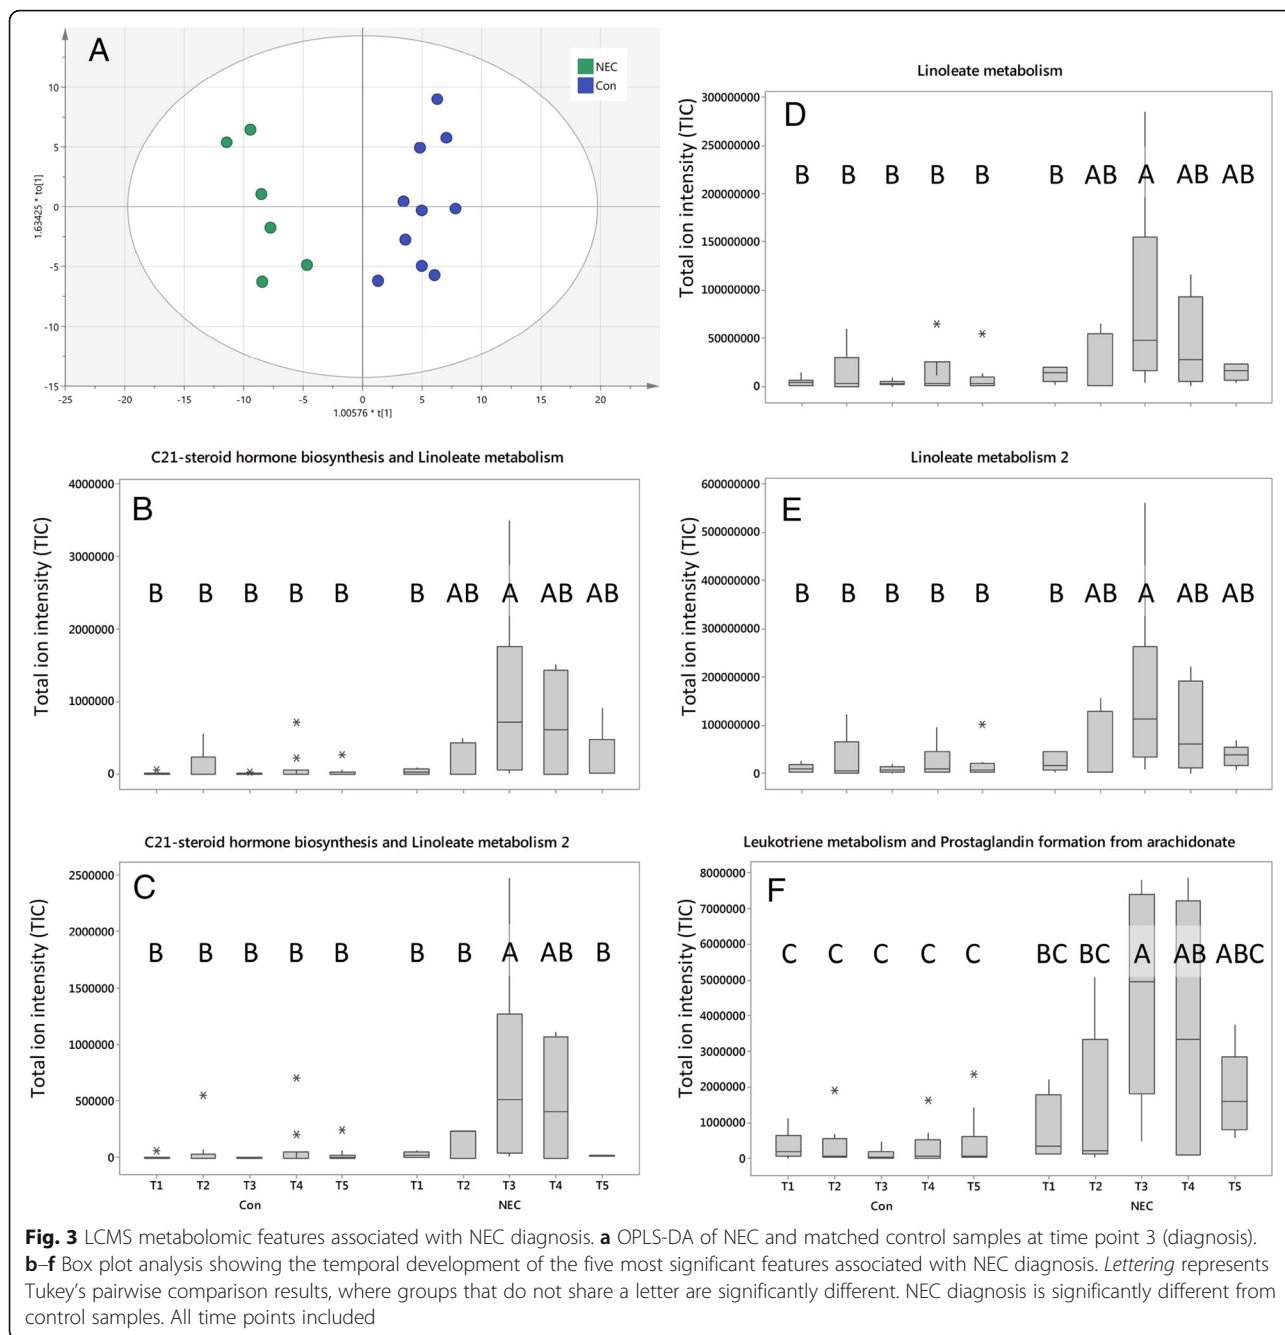 A
NEC
Con
10
5
0
-5
-10
-15
-25 -20 -15 -10 -5 0 5 10 15 20
1.63425 * to[1]
1.00576 * t[1]
Linoleate metabolism
D
Total ion intensity (TIC)
300000000
250000000
200000000
150000000
100000000
50000000
0
B B B B B B AB A AB AB
C21-steroid hormone biosynthesis and Linoleate metabolism
B
Total ion intensity (TIC)
4000000
3000000
2000000
1000000
0
B B B B B B AB A AB AB
Linoleate metabolism 2
E
Total ion intensity (TIC)
600000000
500000000
400000000
300000000
200000000
100000000
0
B B B B B B AB A AB AB
C21-steroid hormone biosynthesis and Linoleate metabolism 2
C
Total ion intensity (TIC)
2500000
2000000
1500000
1000000
500000
0
B B B B B B B A AB B
T1 T2 T3 T4 T5 T1 T2 T3 T4 T5
Con NEC
Leukotriene metabolism and Prostaglandin formation from arachidonate
F
Total ion intensity (TIC)
8000000
7000000
6000000
5000000
4000000
3000000
2000000
1000000
0
C C C C C BC BC A AB ABC
T1 T2 T3 T4 T5 T1 T2 T3 T4 T5
Con NEC
Fig. 3 LCMS metabolomic features associated with NEC diagnosis. a OPLS-DA of NEC and matched control samples at time point 3 (diagnosis).
b–f Box plot analysis showing the temporal development of the five most significant features associated with NEC diagnosis. Lettering represents
Tukey's pairwise comparison results, where groups that do not share a letter are significantly different. NEC diagnosis is significantly different from
control samples. All time points included